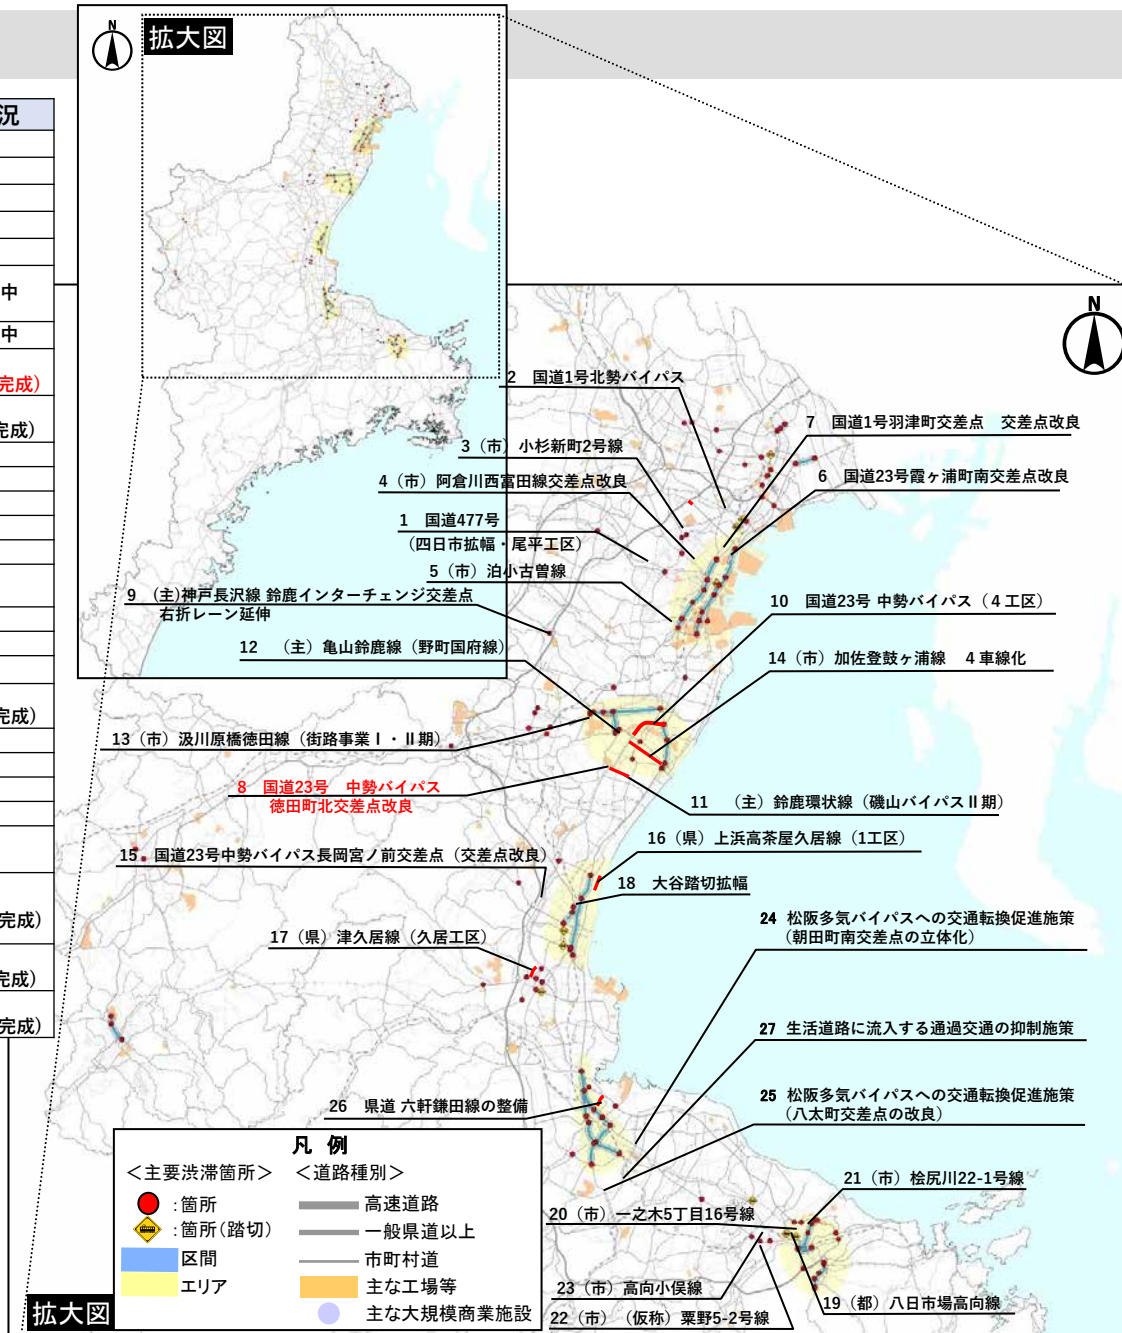 N
拡大図
況
中
中
完成）
完成）
完成）
完成）
完成）
完成）
N
2　国道1号北勢バイパス
7　国道1号羽津町交差点　交差点改良
3（市）小杉新町2号線
6　国道23号霞ヶ浦町南交差点改良
4（市）阿倉川西富田線交差点改良
1　国道477号
（四日市拡幅・尾平工区）
5（市）泊小古曽線
9　(主)神戸長沢線 鈴鹿インターチェンジ交差点
右折レーン延伸
10　国道23号 中勢バイパス（４工区）
12　（主）亀山鈴鹿線（野町国府線）
14（市）加佐登鼓ヶ浦線　４車線化
13（市）汲川原橋徳田線（街路事業Ⅰ・Ⅱ期）
8　国道23号　中勢バイパス
徳田町北交差点改良
11　（主）鈴鹿環状線（磯山バイパスⅡ期）
16（県）上浜高茶屋久居線（1工区）
15　国道23号中勢バイパス長岡宮ノ前交差点（交差点改良）
18　大谷踏切拡幅
24 松阪多気バイパスへの交通転換促進施策
（朝田町南交差点の立体化）
17（県）津久居線（久居工区）
27 生活道路に流入する通過交通の抑制施策
25 松阪多気バイパスへの交通転換促進施策
（八太町交差点の改良）
26　県道 六軒鎌田線の整備
21（市）桧尻川22-1号線
20（市）一之木5丁目16号線
23（市）高向小俣線
22（市）（仮称）粟野5-2号線
19（都）八日市場高向線
凡 例
＜主要渋滞箇所＞　＜道路種別＞
：箇所　高速道路
：箇所（踏切）　一般県道以上
区間　市町村道
エリア　主な工場等
主な大規模商業施設
拡大図